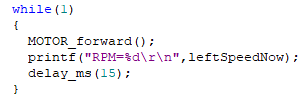 while(1)
{
MOTOR_forward();
printf("RPM=%d\r\n",leftSpeedNow);
delay_ms(15);
}